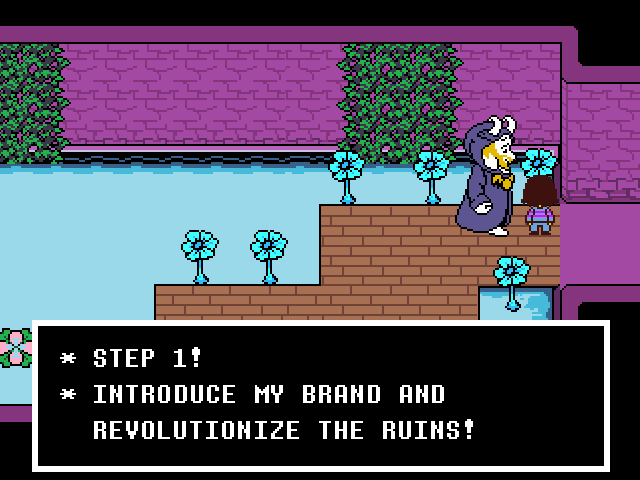 * STEP 1!
* INTRODUCE MY BRAND AND
REVOLUTIONIZE THE RUINS!